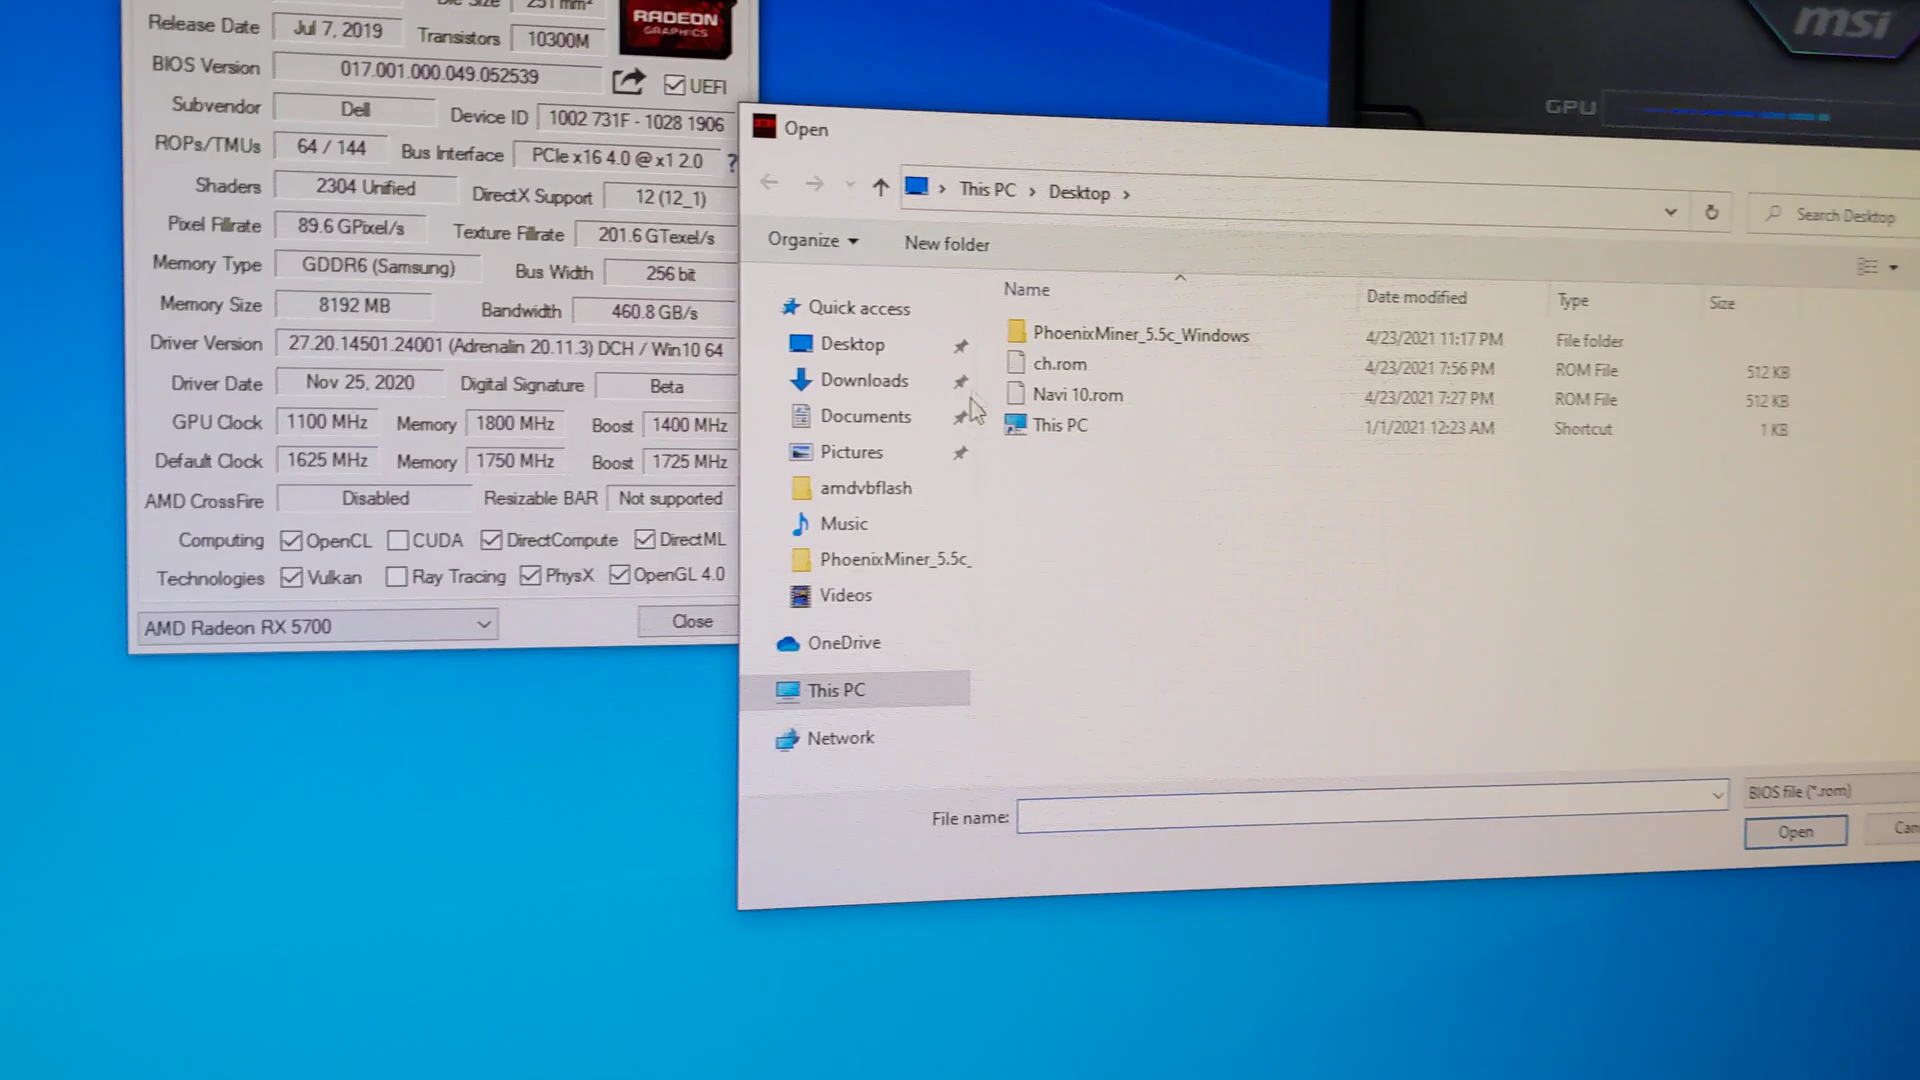 Die Size 251 mm²
RADEON
GRAPHICS
Release Date Jul 7, 2019 Transistors 10300M
BIOS Version 017.001.000.049.052539 UEFI
Subvendor Dell Device ID 1002 731F - 1028 1906
ROPs/TMUs 64 / 144 Bus Interface PCIe x16 4.0 @ x1 2.0 ?
Shaders 2304 Unified DirectX Support 12 (12_1)
Pixel Fillrate 89.6 GPixel/s Texture Fillrate 201.6 GTexel/s
Memory Type GDDR6 (Samsung) Bus Width 256 bit
Memory Size 8192 MB Bandwidth 460.8 GB/s
Driver Version 27.20.14501.24001 (Adrenalin 20.11.3) DCH / Win10 64
Driver Date Nov 25, 2020 Digital Signature Beta
GPU Clock 1100 MHz Memory 1800 MHz Boost 1400 MHz
Default Clock 1625 MHz Memory 1750 MHz Boost 1725 MHz
AMD CrossFire Disabled Resizable BAR Not supported
Computing OpenCL CUDA DirectCompute DirectML
Technologies Vulkan Ray Tracing PhysX OpenGL 4.0
AMD Radeon RX 5700 Close
msi
GPU
Open
This PC > Desktop >
Search Desktop
Organize New folder
Name Date modified Type Size
PhoenixMiner_5.5c_Windows 4/23/2021 11:17 PM File folder
ch.rom 4/23/2021 7:56 PM ROM File 512 KB
Navi 10.rom 4/23/2021 7:27 PM ROM File 512 KB
This PC 1/1/2021 12:23 AM Shortcut 1 KB
Quick access
Desktop
Downloads
Documents
Pictures
amdvbflash
Music
PhoenixMiner_5.5c_
Videos
OneDrive
This PC
Network
File name: BIOS file (*.rom)
Open Can